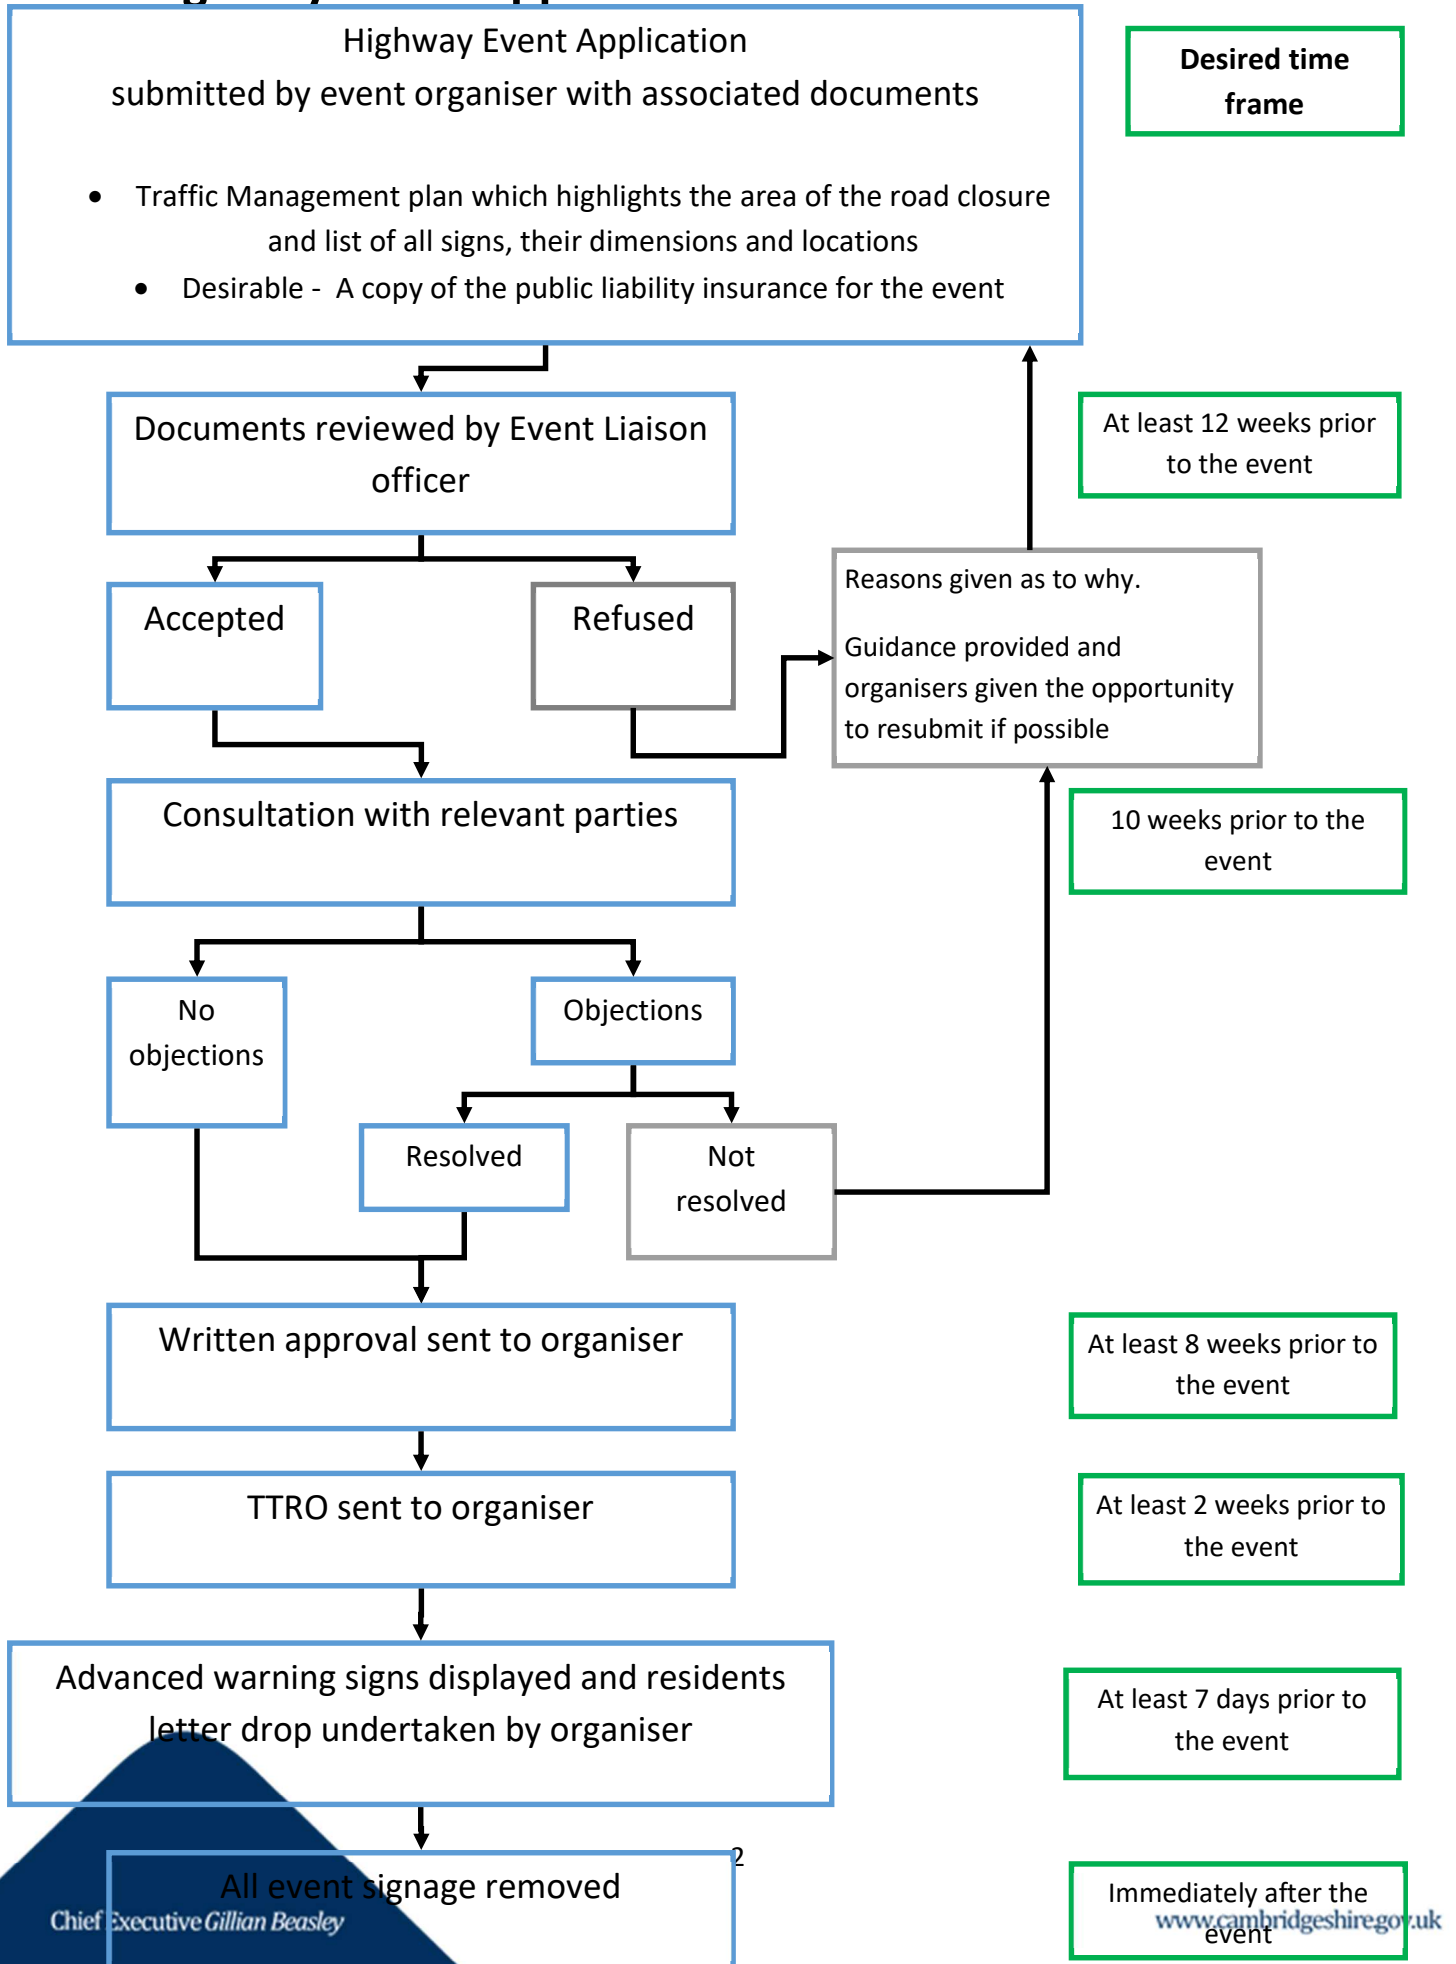 Highway Event Application
submitted by event organiser with associated documents
• Traffic Management plan which highlights the area of the road closure
and list of all signs, their dimensions and locations
• Desirable - A copy of the public liability insurance for the event
Desired time
frame
Documents reviewed by Event Liaison
officer
At least 12 weeks prior
to the event
Accepted
Refused
Reasons given as to why.
Guidance provided and
organisers given the opportunity
to resubmit if possible
Consultation with relevant parties
10 weeks prior to the
event
No
objections
Objections
Resolved
Not
resolved
Written approval sent to organiser
At least 8 weeks prior to
the event
TTRO sent to organiser
At least 2 weeks prior to
the event
Advanced warning signs displayed and residents
letter drop undertaken by organiser
At least 7 days prior to
the event
2
All event signage removed
Immediately after the
event
Chief Executive Gillian Beasley
www.cambridgeshire.gov.uk